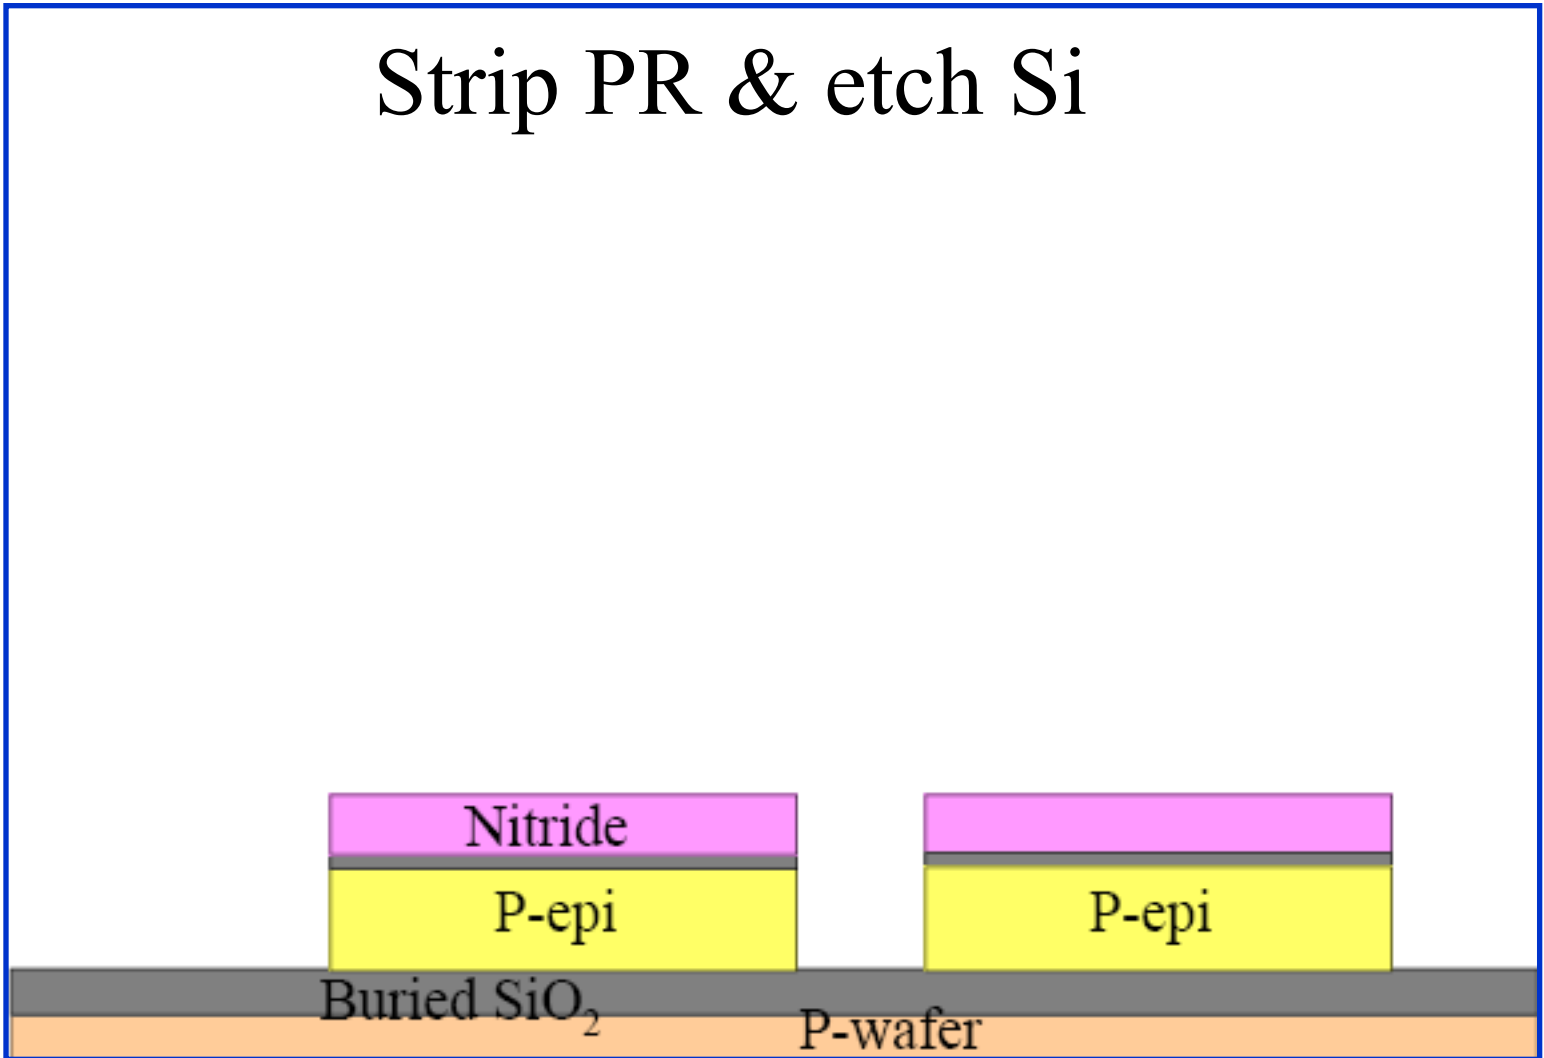 Strip PR & etch Si
Nitride
P-epi P-epi
Buried SiO₂
P-wafer